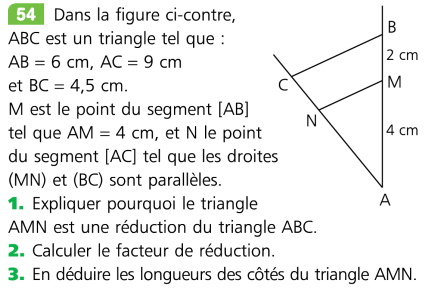 54 Dans la figure ci-contre,
ABC est un triangle tel que :
AB = 6 cm, AC = 9 cm
et BC = 4,5 cm.
M est le point du segment [AB]
tel que AM = 4 cm, et N le point
du segment [AC] tel que les droites
(MN) et (BC) sont parallèles.
1. Expliquer pourquoi le triangle
AMN est une réduction du triangle ABC.
2. Calculer le facteur de réduction.
3. En déduire les longueurs des côtés du triangle AMN.
B
2 cm
C
M
N
4 cm
A